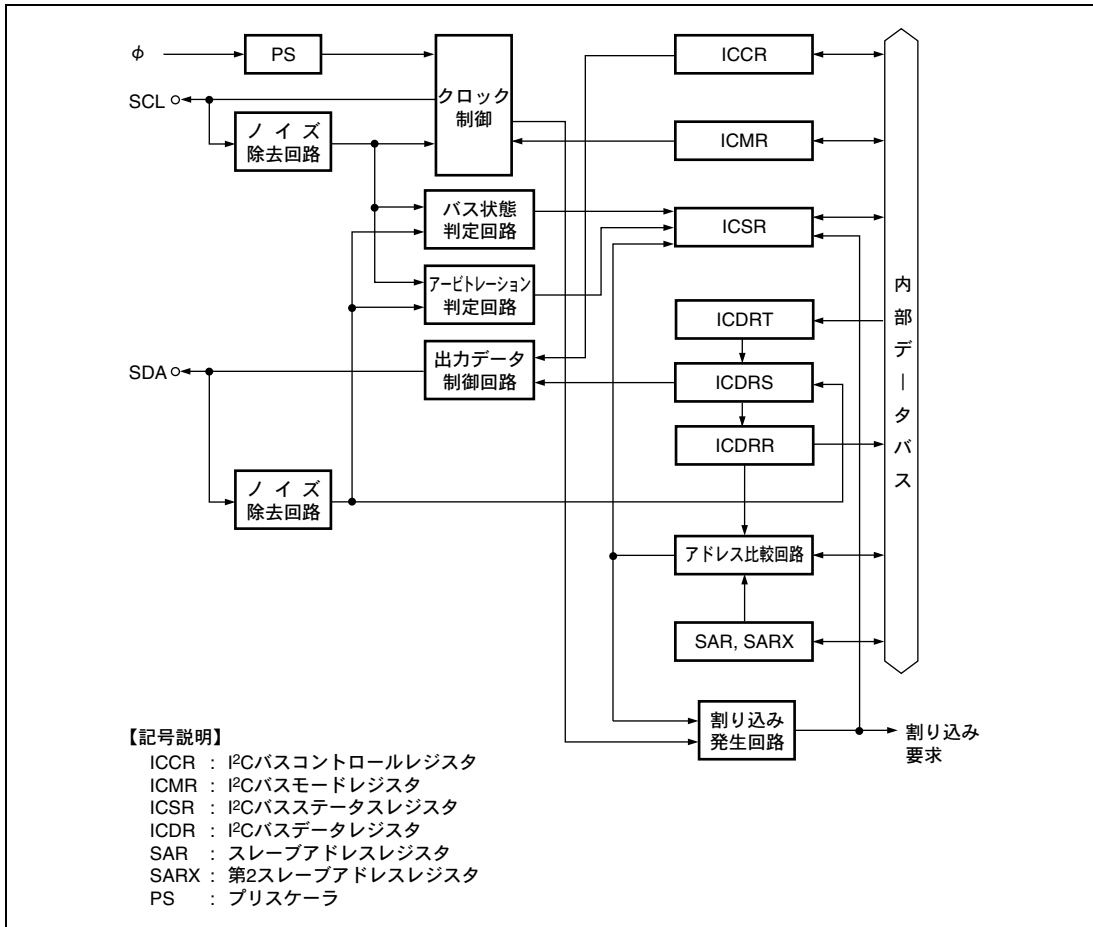 φ
PS
ICCR
SCL
クロック
制御
ノイズ
除去回路
ICMR
バス状態
判定回路
ICSR
アービトレーション
判定回路
ICDRT
出力データ
制御回路
SDA
ICDRS
ICDRR
ノイズ
除去回路
アドレス比較回路
SAR, SARX
内部データバス
割り込み
発生回路
割り込み
要求
【記号説明】
ICCR : I²Cバスコントロールレジスタ
ICMR : I²Cバスモードレジスタ
ICSR : I²Cバスステータスレジスタ
ICDR : I²Cバスデータレジスタ
SAR : スレーブアドレスレジスタ
SARX : 第2スレーブアドレスレジスタ
PS : プリスケーラ